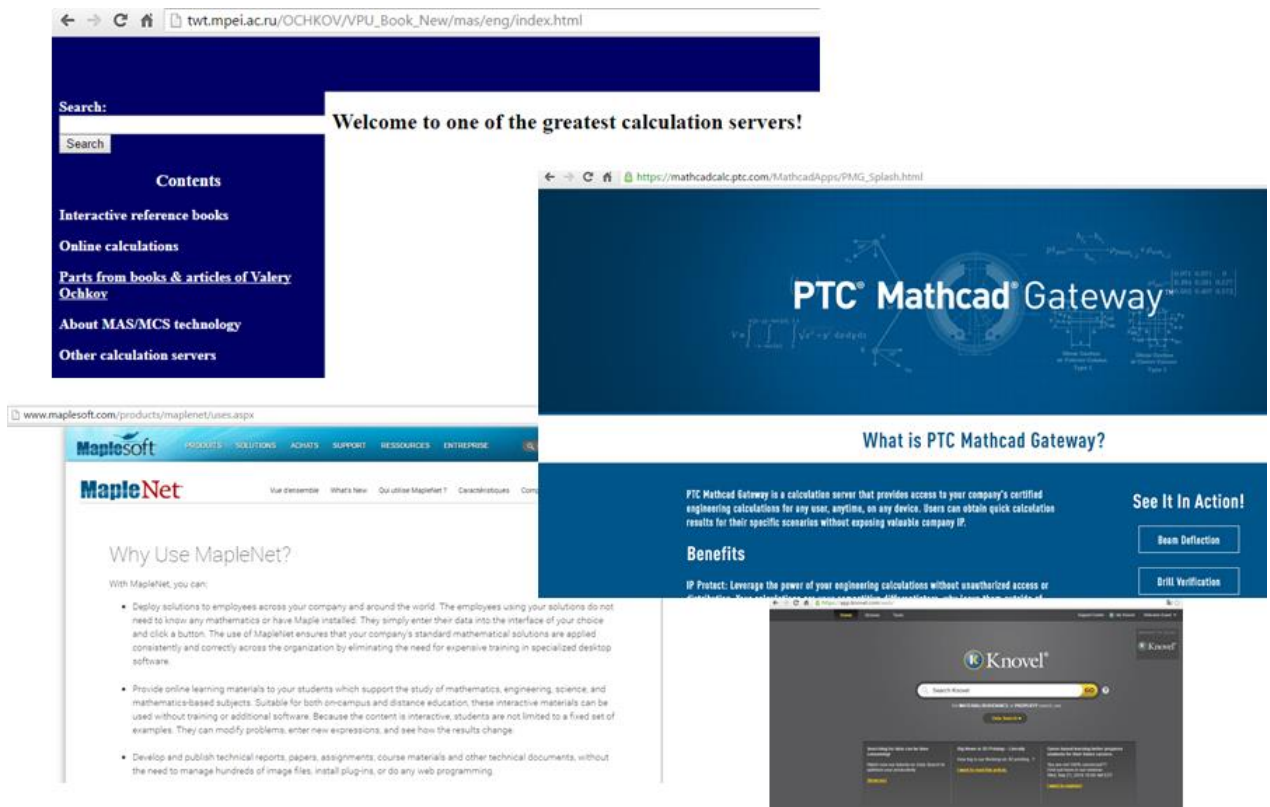 twt.mpei.ac.ru/OCHKOV/VPU_Book_New/mas/eng/index.html
Search:
Search
Welcome to one of the greatest calculation servers!
Contents
Interactive reference books
Online calculations
Parts from books & articles of Valery
Ochkov
About MAS/MCS technology
Other calculation servers
https://mathcadcalc.ptc.com/MathcadApps/PMG_Splash.html
PTC® Mathcad® Gateway™
What is PTC Mathcad Gateway?
PTC Mathcad Gateway is a calculation server that provides access to your company's certified
engineering calculations for any user, anytime, on any device. Users can obtain quick calculation
results for their specific scenarios without exposing valuable company IP.
Benefits
IP Protect: Leverage the power of your engineering calculations without unauthorized access or
See It In Action!
Beam Deflection
Drill Verification
www.maplesoft.com/products/maplenet/uses.aspx
Maplesoft PRODUITS SOLUTIONS ACHATS SUPPORT RESSOURCES ENTREPRISE
MapleNet Vue d'ensemble What's New Qui utilise MapleNet ? Caractéristiques
Why Use MapleNet?
With MapleNet, you can:
• Deploy solutions to employees across your company and around the world. The employees using your solutions do not
need to know any mathematics or have Maple installed. They simply enter their data into the interface of your choice
and click a button. The use of MapleNet ensures that your company's standard mathematical solutions are applied
consistently and correctly across the organization by eliminating the need for expensive training in specialized desktop
software.
• Provide online learning materials to your students which support the study of mathematics, engineering, science, and
mathematics-based subjects. Suitable for both on-campus and distance education, these interactive materials can be
used without training or additional software. Because the content is interactive, students are not limited to a fixed set of
examples. They can modify problems, enter new expressions, and see how the results change.
• Develop and publish technical reports, papers, assignments, course materials and other technical documents, without
the need to manage hundreds of image files, install plug-ins, or do any web programming.
Knovel®
Search Knovel GO
Data Search
Knovel